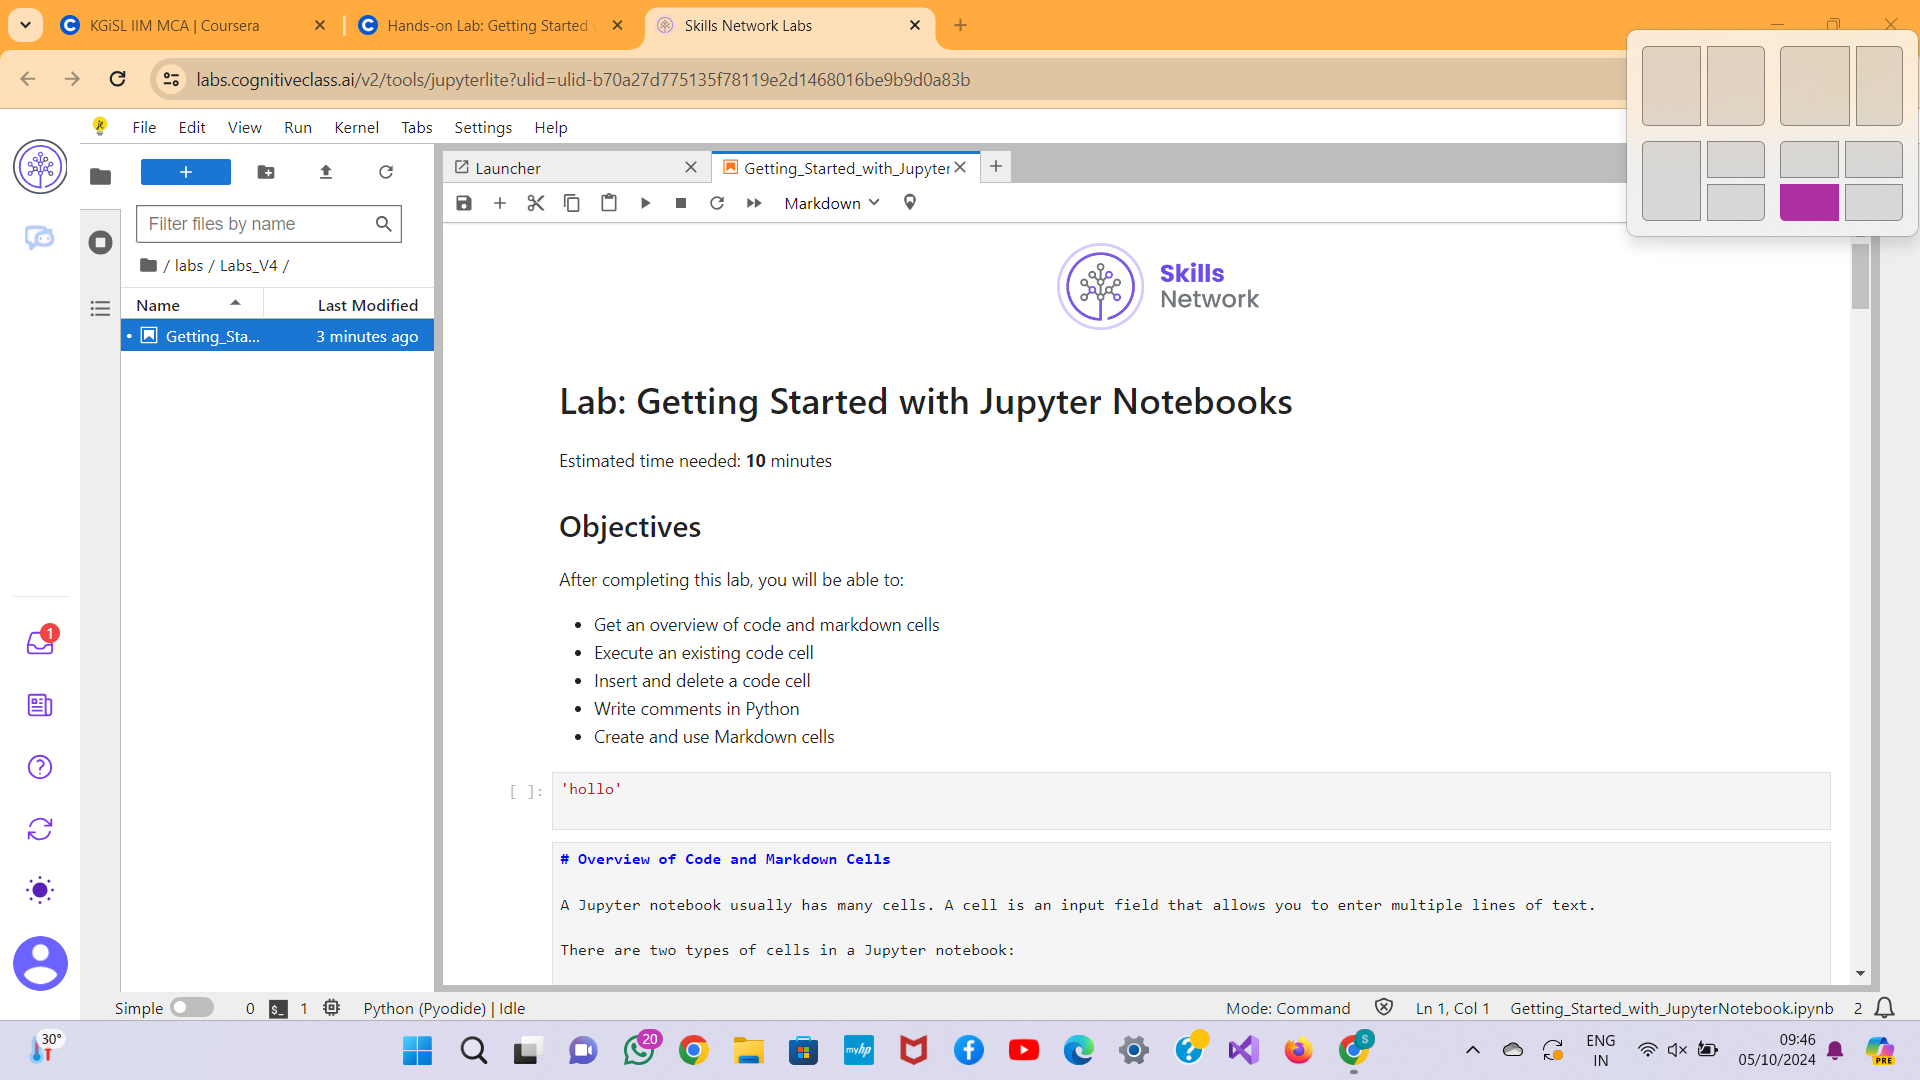 KGiSL IIM MCA | Coursera
Hands-on Lab: Getting Started
Skills Network Labs
labs.cognitiveclass.ai/v2/tools/jupyterlite?ulid=ulid-b70a27d775135f78119e2d1468016be9b9d0a83b
File Edit View Run Kernel Tabs Settings Help
Launcher
Getting_Started_with_Jupyter
Markdown
Filter files by name
/ labs / Labs_V4 /
Name Last Modified
Getting_Sta... 3 minutes ago
Skills
Network
Lab: Getting Started with Jupyter Notebooks
Estimated time needed: 10 minutes
Objectives
After completing this lab, you will be able to:
• Get an overview of code and markdown cells
• Execute an existing code cell
• Insert and delete a code cell
• Write comments in Python
• Create and use Markdown cells
[ ]: 'hollo'
# Overview of Code and Markdown Cells
A Jupyter notebook usually has many cells. A cell is an input field that allows you to enter multiple lines of text.
There are two types of cells in a Jupyter notebook:
1
Simple 0 $_ 1 Python (Pyodide) | Idle Mode: Command Ln 1, Col 1 Getting_Started_with_JupyterNotebook.ipynb 2
30°
20
myhp
S
ENG
IN
09:46
05/10/2024
PRE